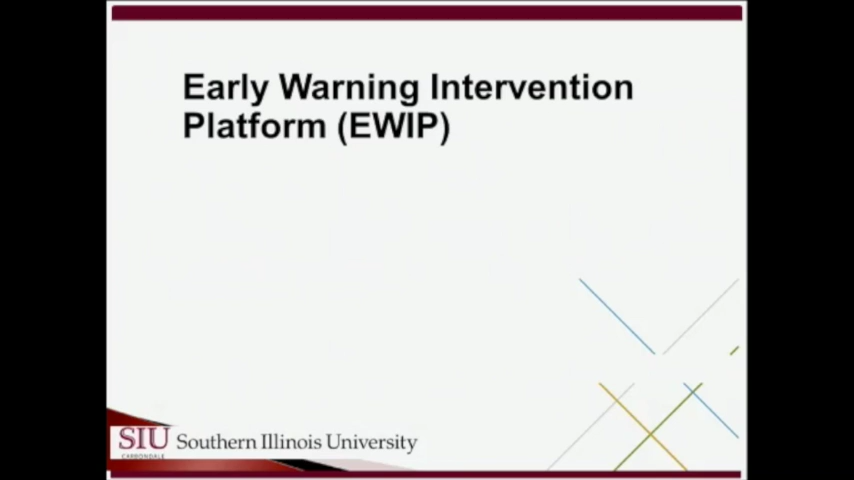 Early Warning Intervention
Platform (EWIP)
SIU Southern Illinois University
CARBONDALE